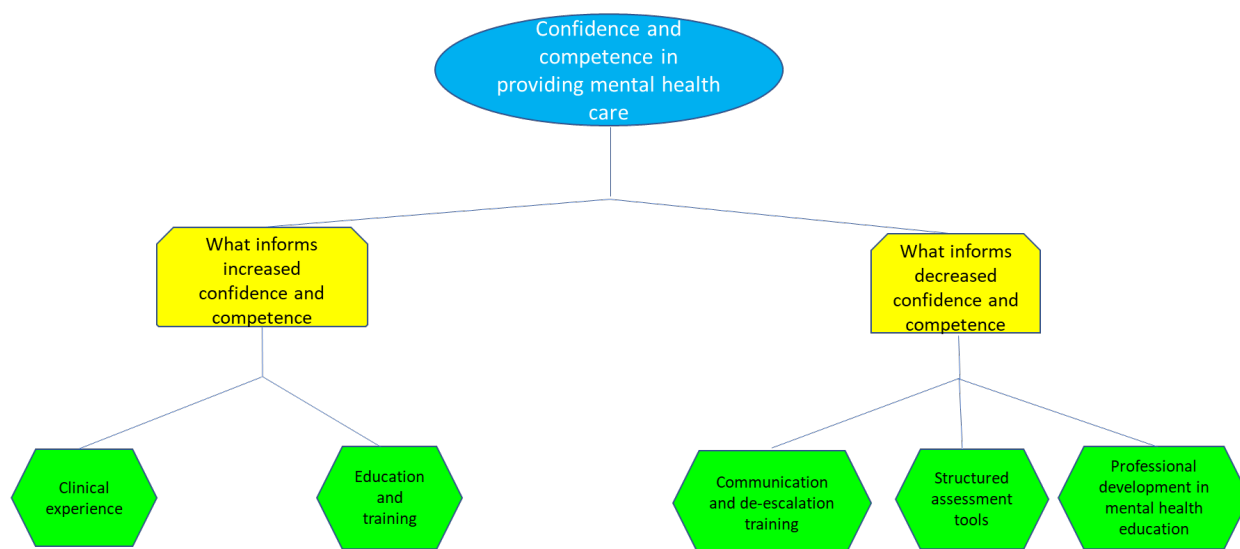 Confidence and
competence in
providing mental health
care
What informs
increased
confidence and
competence
What informs
decreased
confidence and
competence
Clinical
experience
Education
and
training
Communication
and de-escalation
training
Structured
assessment
tools
Professional
development in
mental health
education